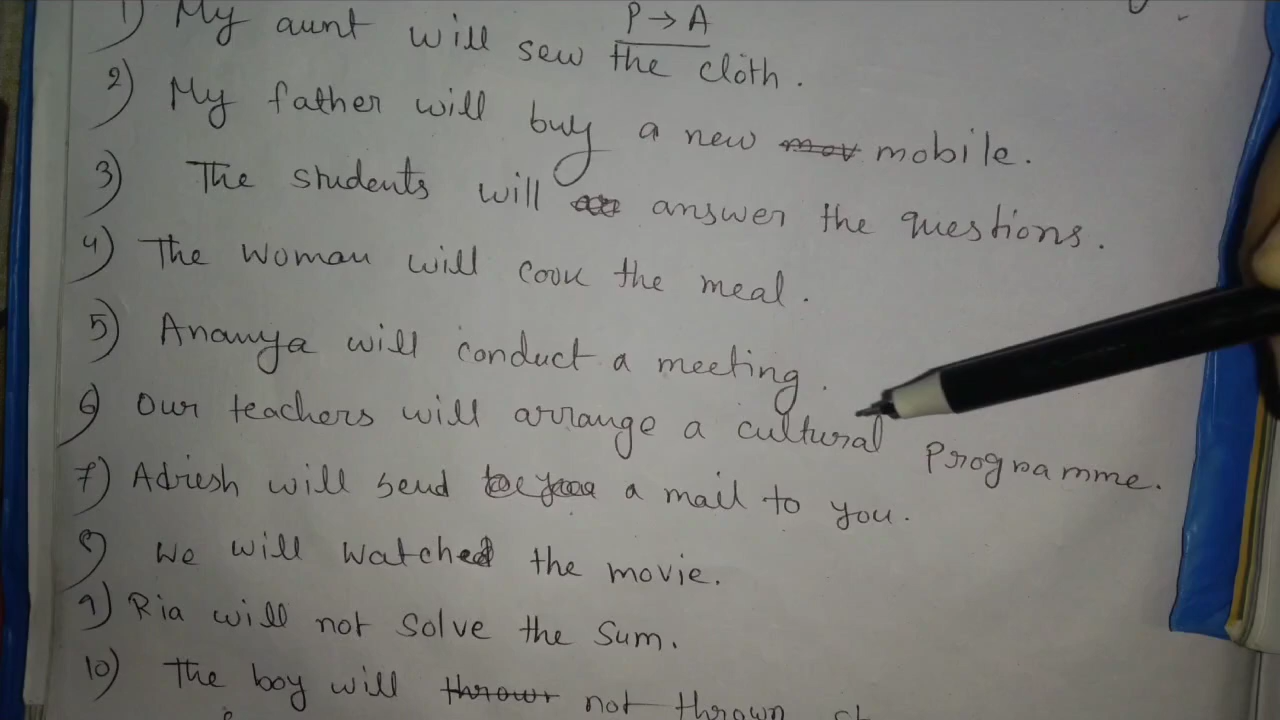 P → A
1) My aunt will sew the cloth.
2) My father will buy a new mov mobile.
3) The students will answer the questions.
4) The woman will cook the meal.
5) Ananya will conduct a meeting.
6) Our teachers will arrange a cultural programme.
7) Adrish will send a mail to you.
8) We will watched the movie.
9) Ria will not solve the sum.
10) The boy will thrown not thrown st